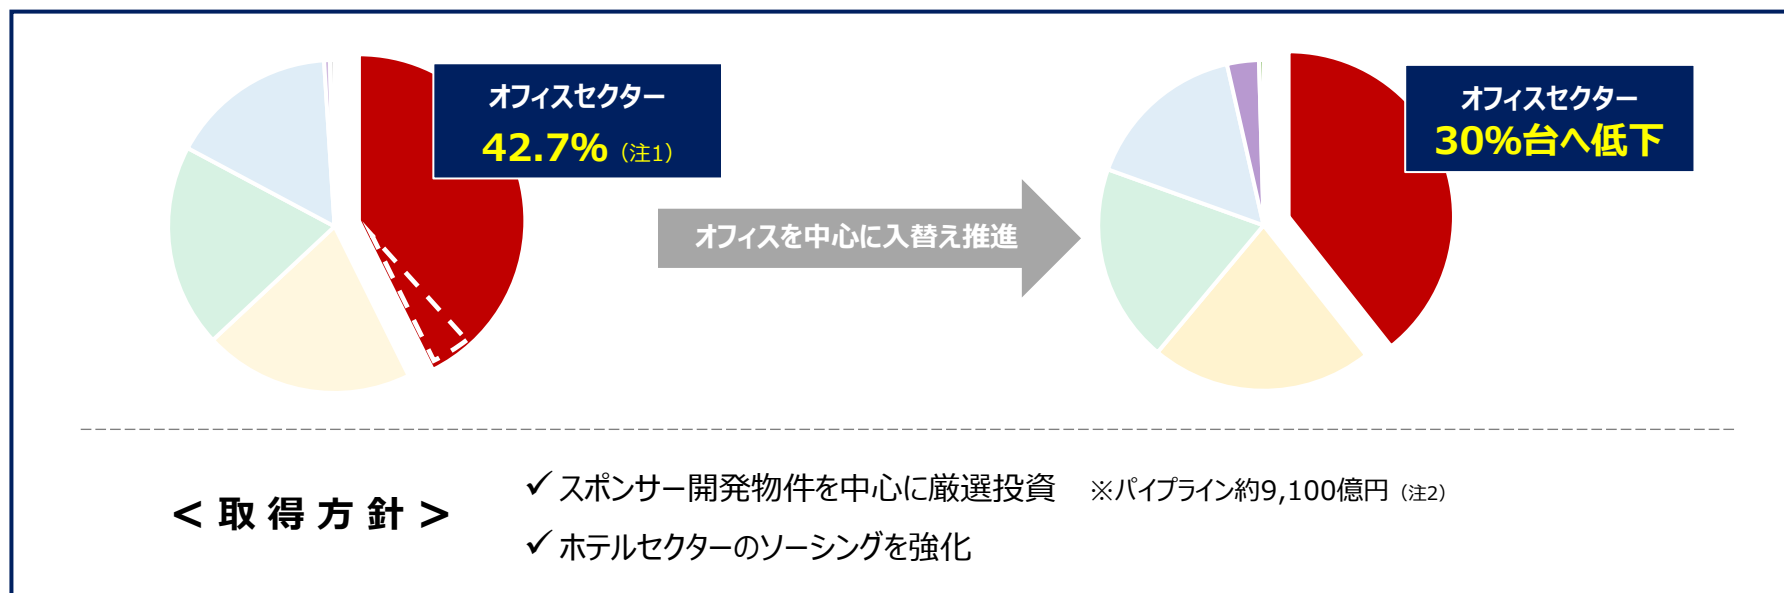 オフィスセクター
42.7% (注1)
オフィスを中心に入替え推進
オフィスセクター
30%台へ低下
<取得方針>
✓スポンサー開発物件を中心に厳選投資 ※パイプライン約9,100億円 (注2)
✓ホテルセクターのソーシングを強化